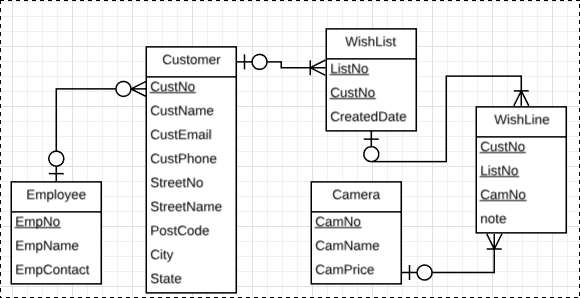 Customer
CustNo
CustName
CustEmail
CustPhone
StreetNo
StreetName
PostCode
City
State
WishList
ListNo
CustNo
CreatedDate
WishLine
CustNo
ListNo
CamNo
note
Employee
EmpNo
EmpName
EmpContact
Camera
CamNo
CamName
CamPrice